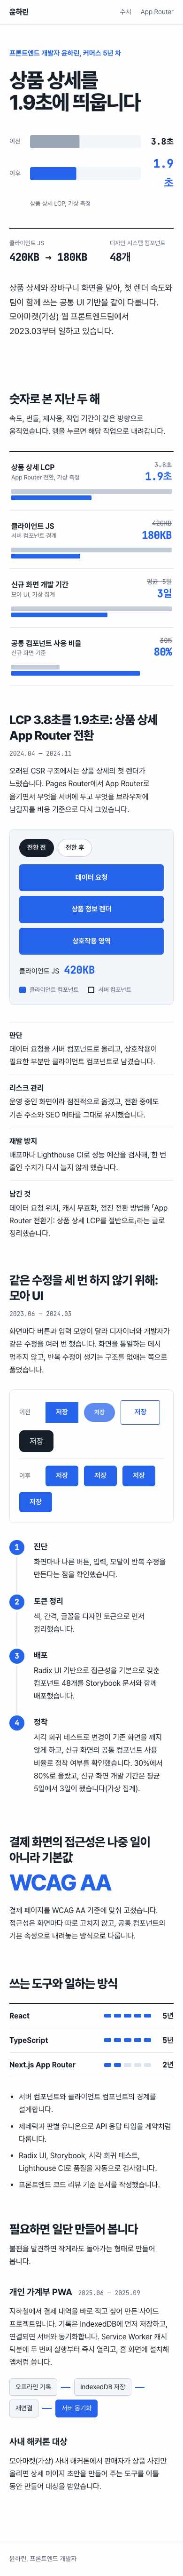 윤하린
수치 App Router
프론트엔드 개발자 윤하린, 커머스 5년 차
상품 상세를
1.9초에 띄웁니다
이전 3.8초
이후 1.9
초
상품 상세 LCP, 가상 측정
클라이언트 JS
420KB → 180KB
디자인 시스템 컴포넌트
48개
상품 상세와 장바구니 화면을 맡아, 첫 렌더 속도와
팀이 함께 쓰는 공통 UI 기반을 같이 다룹니다.
모아마켓(가상) 웹 프론트엔드팀에서
2023.03부터 일하고 있습니다.
숫자로 본 지난 두 해
속도, 번들, 재사용, 작업 기간이 같은 방향으로
움직였습니다. 행을 누르면 해당 작업으로 내려갑니다.
상품 상세 LCP
App Router 전환, 가상 측정
3.8초
1.9초
클라이언트 JS
서버 컴포넌트 경계
420KB
180KB
신규 화면 개발 기간
모아 UI, 가상 집계
평균 5일
3일
공통 컴포넌트 사용 비율
신규 화면 기준
30%
80%
LCP 3.8초를 1.9초로: 상품 상세
App Router 전환
2024.04 — 2024.11
오래된 CSR 구조에서는 상품 상세의 첫 렌더가
느렸습니다. Pages Router에서 App Router로
옮기면서 무엇을 서버에 두고 무엇을 브라우저에
남길지를 비용 기준으로 다시 그었습니다.
전환 전 전환 후
데이터 요청
상품 정보 렌더
상호작용 영역
클라이언트 JS 420KB
클라이언트 컴포넌트 서버 컴포넌트
판단
데이터 요청을 서버 컴포넌트로 올리고, 상호작용이
필요한 부분만 클라이언트 컴포넌트로 남겼습니다.
리스크 관리
운영 중인 화면이라 점진적으로 옮겼고, 전환 중에도
기존 주소와 SEO 메타를 그대로 유지했습니다.
재발 방지
배포마다 Lighthouse CI로 성능 예산을 검사해, 한 번
줄인 수치가 다시 늘지 않게 했습니다.
남긴 것
데이터 요청 위치, 캐시 무효화, 점진 전환 방법을 「App
Router 전환기: 상품 상세 LCP를 절반으로」라는 글로
정리했습니다.
같은 수정을 세 번 하지 않기 위해:
모아 UI
2023.06 — 2024.03
화면마다 버튼과 입력 모양이 달라 디자이너와 개발자가
같은 수정을 여러 번 했습니다. 화면을 통일하는 데서
멈추지 않고, 반복 수정이 생기는 구조를 없애는 쪽으로
풀었습니다.
이전 저장 저장 저장
저장
이후 저장 저장 저장
저장
1 진단
화면마다 다른 버튼, 입력, 모달이 반복 수정을
만든다는 점을 확인했습니다.
2 토큰 정리
색, 간격, 글꼴을 디자인 토큰으로 먼저
정리했습니다.
3 배포
Radix UI 기반으로 접근성을 기본으로 갖춘
컴포넌트 48개를 Storybook 문서와 함께
배포했습니다.
4 정착
시각 회귀 테스트로 변경이 기존 화면을 깨지
않게 하고, 신규 화면의 공통 컴포넌트 사용
비율로 정착 여부를 확인했습니다. 30%에서
80%로 올랐고, 신규 화면 개발 기간은 평균
5일에서 3일이 됐습니다(가상 집계).
결제 화면의 접근성은 나중 일이
아니라 기본값
WCAG AA
결제 페이지를 WCAG AA 기준에 맞춰 고쳤습니다.
접근성은 화면마다 따로 고치지 않고, 공통 컴포넌트의
기본 속성으로 내려놓는 방식으로 다룹니다.
쓰는 도구와 일하는 방식
React 5년
TypeScript 5년
Next.js App Router 2년
• 서버 컴포넌트와 클라이언트 컴포넌트의 경계를
설계합니다.
• 제네릭과 판별 유니온으로 API 응답 타입을 계약처럼
다룹니다.
• Radix UI, Storybook, 시각 회귀 테스트,
Lighthouse CI로 품질을 자동으로 검사합니다.
• 프론트엔드 코드 리뷰 기준 문서를 작성했습니다.
필요하면 일단 만들어 봅니다
불편을 발견하면 작게라도 돌아가는 형태로 만들어
봅니다.
개인 가계부 PWA 2025.06 — 2025.09
지하철에서 결제 내역을 바로 적고 싶어 만든 사이드
프로젝트입니다. 기록은 IndexedDB에 먼저 저장하고,
연결되면 서버와 동기화합니다. Service Worker 캐시
덕분에 두 번째 실행부터 즉시 열리고, 홈 화면에 설치해
앱처럼 씁니다.
오프라인 기록 IndexedDB 저장
재연결 서버 동기화
사내 해커톤 대상
모아마켓(가상) 사내 해커톤에서 판매자가 상품 사진만
올리면 상세 페이지 초안을 만들어 주는 도구를 이틀
동안 만들어 대상을 받았습니다.
윤하린, 프론트엔드 개발자